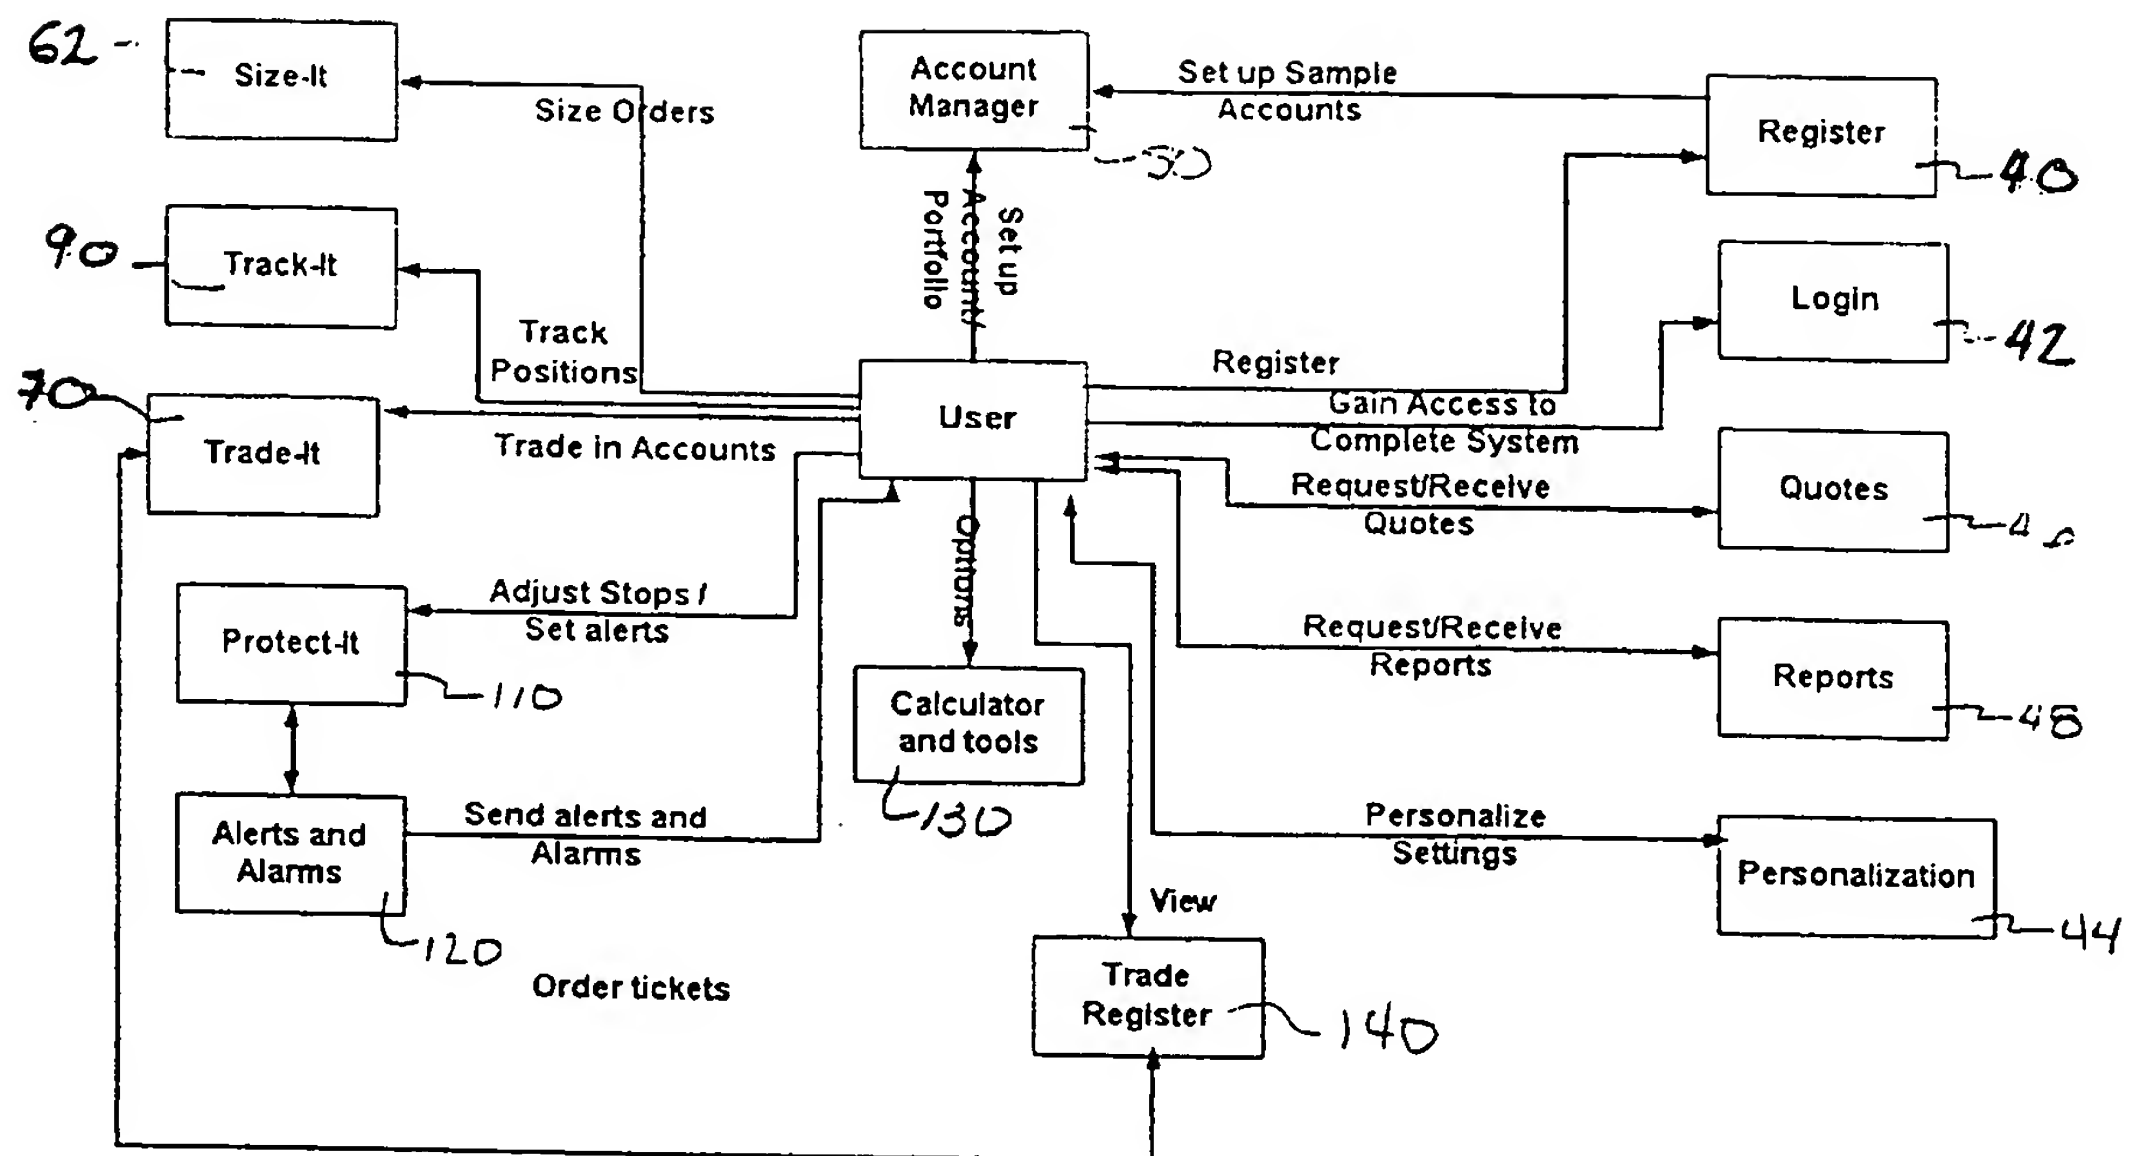 62
Size-It
Size Orders
Account
Manager
Set up Sample
Accounts
Register
40
90
Track-It
Track
Positions
Set up
Account/
Portfolio
Login
42
70
Trade-It
Trade in Accounts
User
Register
Gain Access to
Complete System
Request/Receive
Quotes
Quotes
Options
Protect-It
110
Adjust Stops /
Set alerts
Calculator
and tools
130
Request/Receive
Reports
Reports
48
Alerts and
Alarms
120
Send alerts and
Alarms
Personalize
Settings
Personalization
44
View
Order tickets
Trade
Register
140